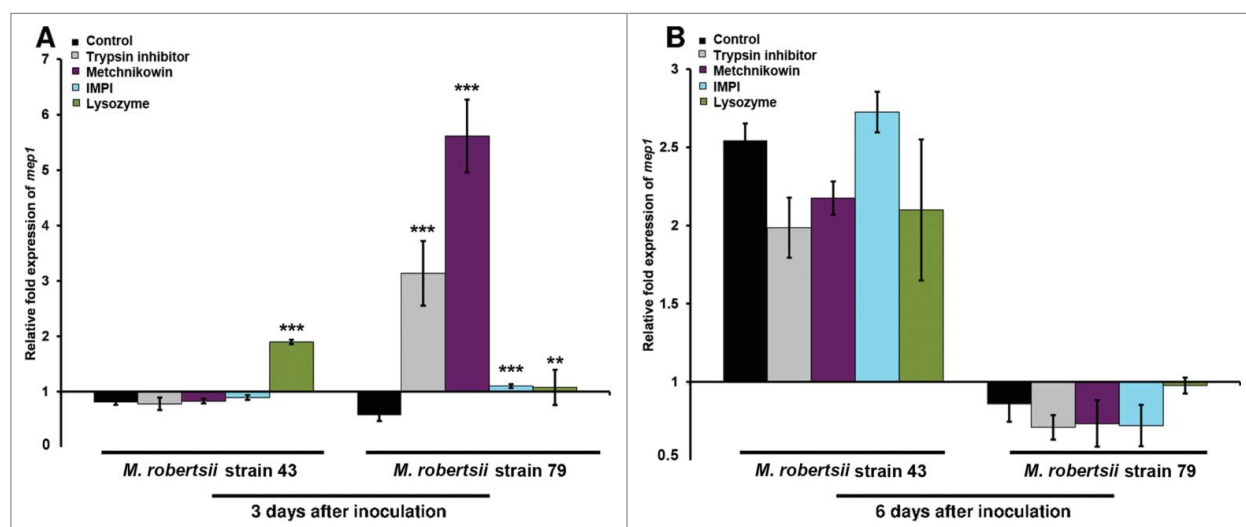 A
Control
Trypsin inhibitor
Metchnikowin
IMPI
Lysozyme
Relative fold expression of mep1
7
6
5
4
3
2
1
0
***
***
***
***
**
M. robertsii strain 43
M. robertsii strain 79
3 days after inoculation
B
Control
Trypsin inhibitor
Metchnikowin
IMPI
Lysozyme
Relative fold expression of mep1
3
2.5
2
1.5
1
0.5
M. robertsii strain 43
M. robertsii strain 79
6 days after inoculation